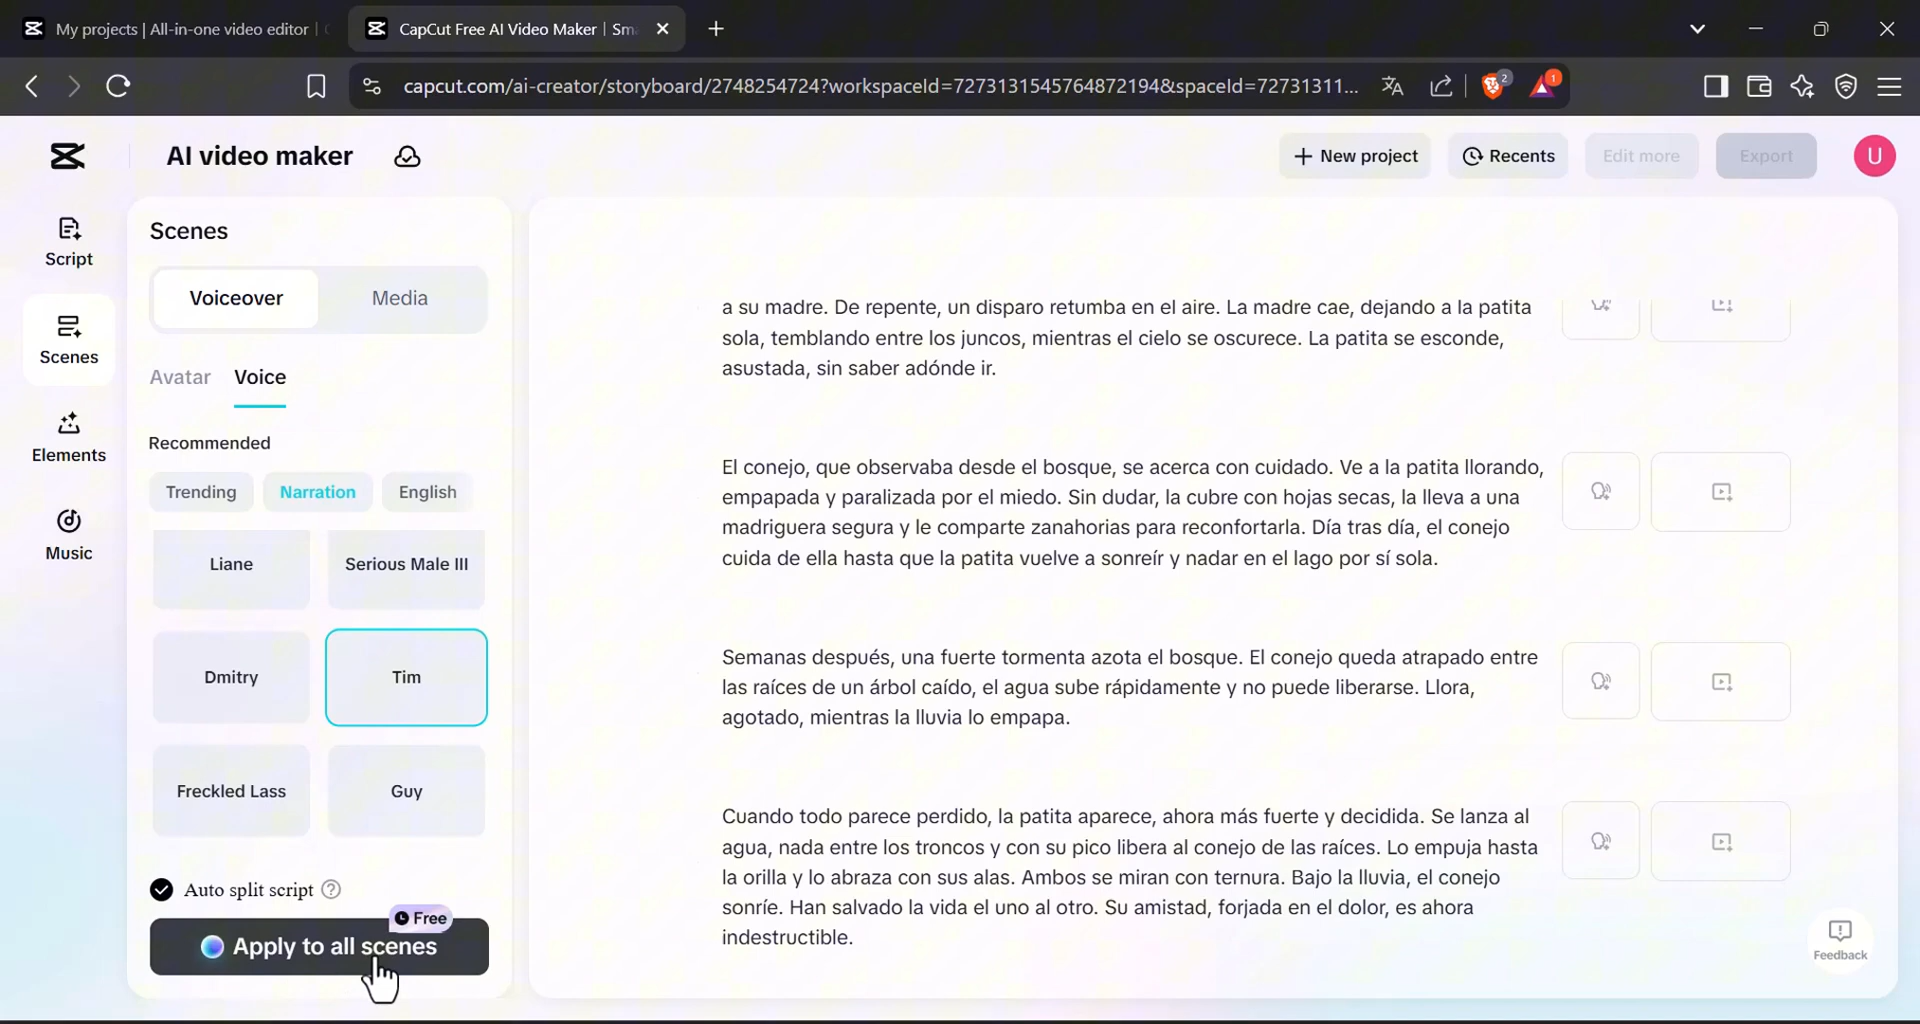 My projects | All-in-one video editor |
CapCut Free AI Video Maker | Sm
capcut.com/ai-creator/storyboard/2748254724?workspaceId=7273131545764872194&spaceId=72731311...
2
1
AI video maker
New project
Recents
Edit more
Export
U
Script
Scenes
Elements
Music
Scenes
Voiceover
Media
Avatar
Voice
Recommended
Trending
Narration
English
Liane
Serious Male III
Dmitry
Tim
Freckled Lass
Guy
Auto split script ?
Free
Apply to all scenes
a su madre. De repente, un disparo retumba en el aire. La madre cae, dejando a la patita
sola, temblando entre los juncos, mientras el cielo se oscurece. La patita se esconde,
asustada, sin saber adónde ir.
El conejo, que observaba desde el bosque, se acerca con cuidado. Ve a la patita llorando,
empapada y paralizada por el miedo. Sin dudar, la cubre con hojas secas, la lleva a una
madriguera segura y le comparte zanahorias para reconfortarla. Día tras día, el conejo
cuida de ella hasta que la patita vuelve a sonreír y nadar en el lago por sí sola.
Semanas después, una fuerte tormenta azota el bosque. El conejo queda atrapado entre
las raíces de un árbol caído, el agua sube rápidamente y no puede liberarse. Llora,
agotado, mientras la lluvia lo empapa.
Cuando todo parece perdido, la patita aparece, ahora más fuerte y decidida. Se lanza al
agua, nada entre los troncos y con su pico libera al conejo de las raíces. Lo empuja hasta
la orilla y lo abraza con sus alas. Ambos se miran con ternura. Bajo la lluvia, el conejo
sonríe. Han salvado la vida el uno al otro. Su amistad, forjada en el dolor, es ahora
indestructible.
Feedback